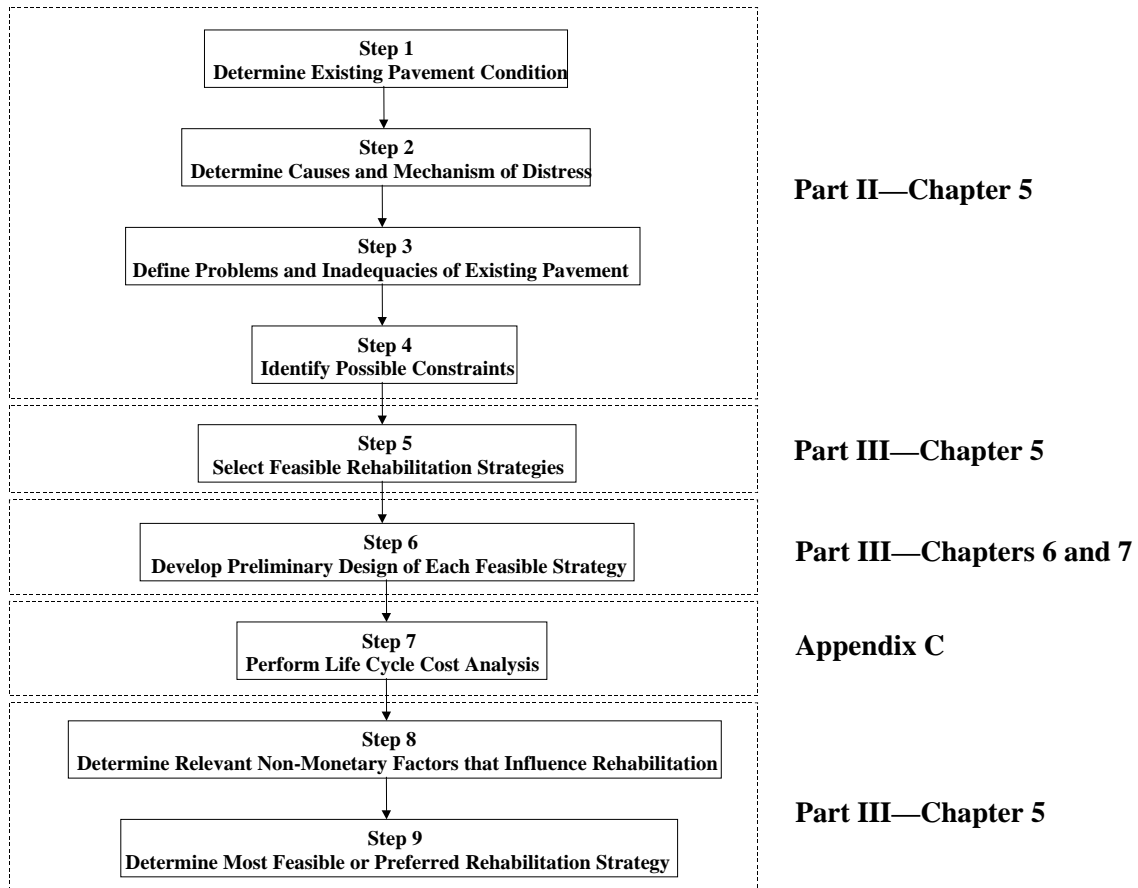 Step 1
Determine Existing Pavement Condition
Step 2
Determine Causes and Mechanism of Distress
Part II—Chapter 5
Step 3
Define Problems and Inadequacies of Existing Pavement
Step 4
Identify Possible Constraints
Step 5
Select Feasible Rehabilitation Strategies
Part III—Chapter 5
Step 6
Develop Preliminary Design of Each Feasible Strategy
Part III—Chapters 6 and 7
Step 7
Perform Life Cycle Cost Analysis
Appendix C
Step 8
Determine Relevant Non-Monetary Factors that Influence Rehabilitation
Part III—Chapter 5
Step 9
Determine Most Feasible or Preferred Rehabilitation Strategy